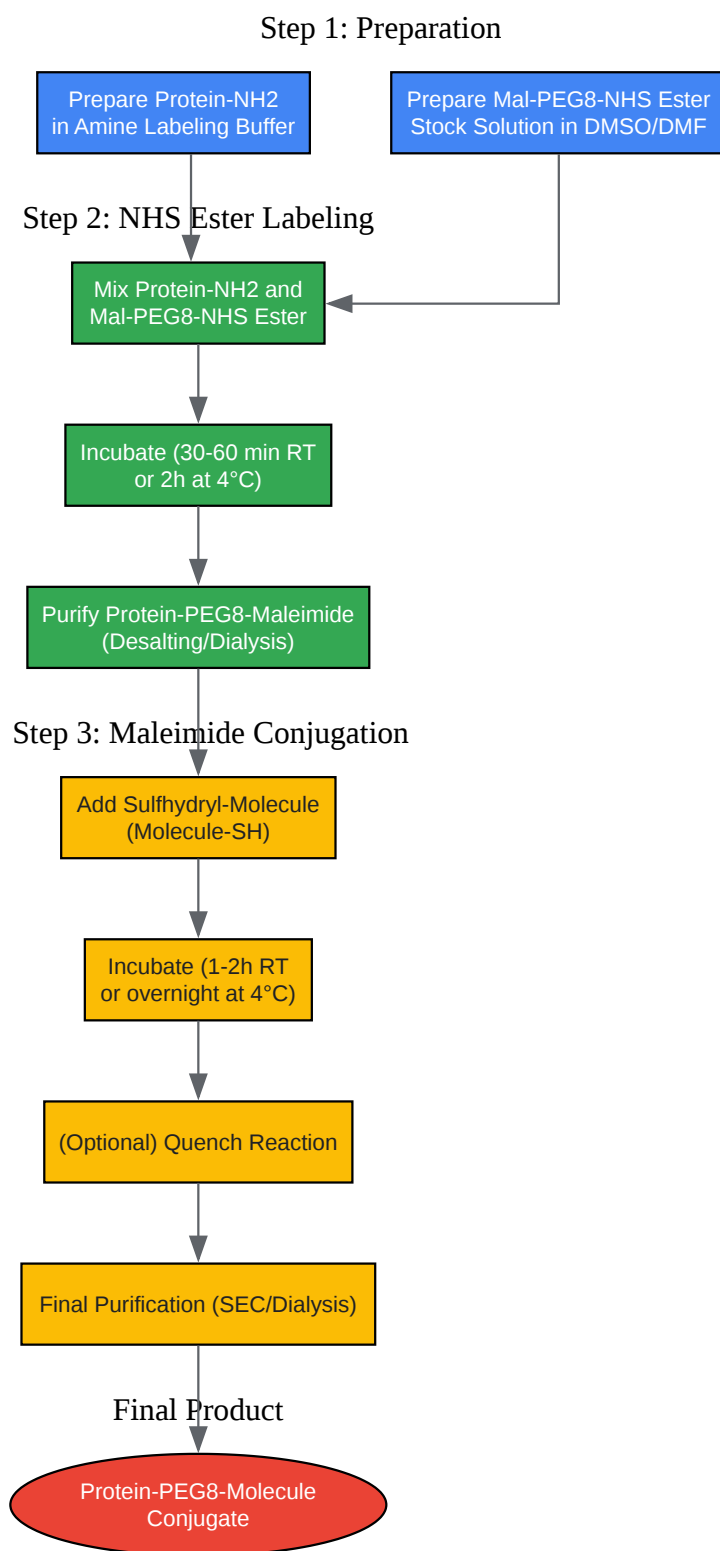 Step 1: Preparation
Prepare Protein-NH2
in Amine Labeling Buffer
Prepare Mal-PEG8-NHS Ester
Stock Solution in DMSO/DMF
Step 2: NHS Ester Labeling
Mix Protein-NH2 and
Mal-PEG8-NHS Ester
Incubate (30-60 min RT
or 2h at 4°C)
Purify Protein-PEG8-Maleimide
(Desalting/Dialysis)
Step 3: Maleimide Conjugation
Add Sulfhydryl-Molecule
(Molecule-SH)
Incubate (1-2h RT
or overnight at 4°C)
(Optional) Quench Reaction
Final Purification (SEC/Dialysis)
Final Product
Protein-PEG8-Molecule
Conjugate